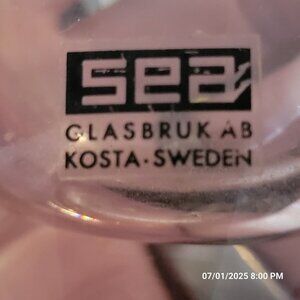 sea
GLASBRUK AB
KOSTA·SWEDEN
07/01/2025 8:00 PM